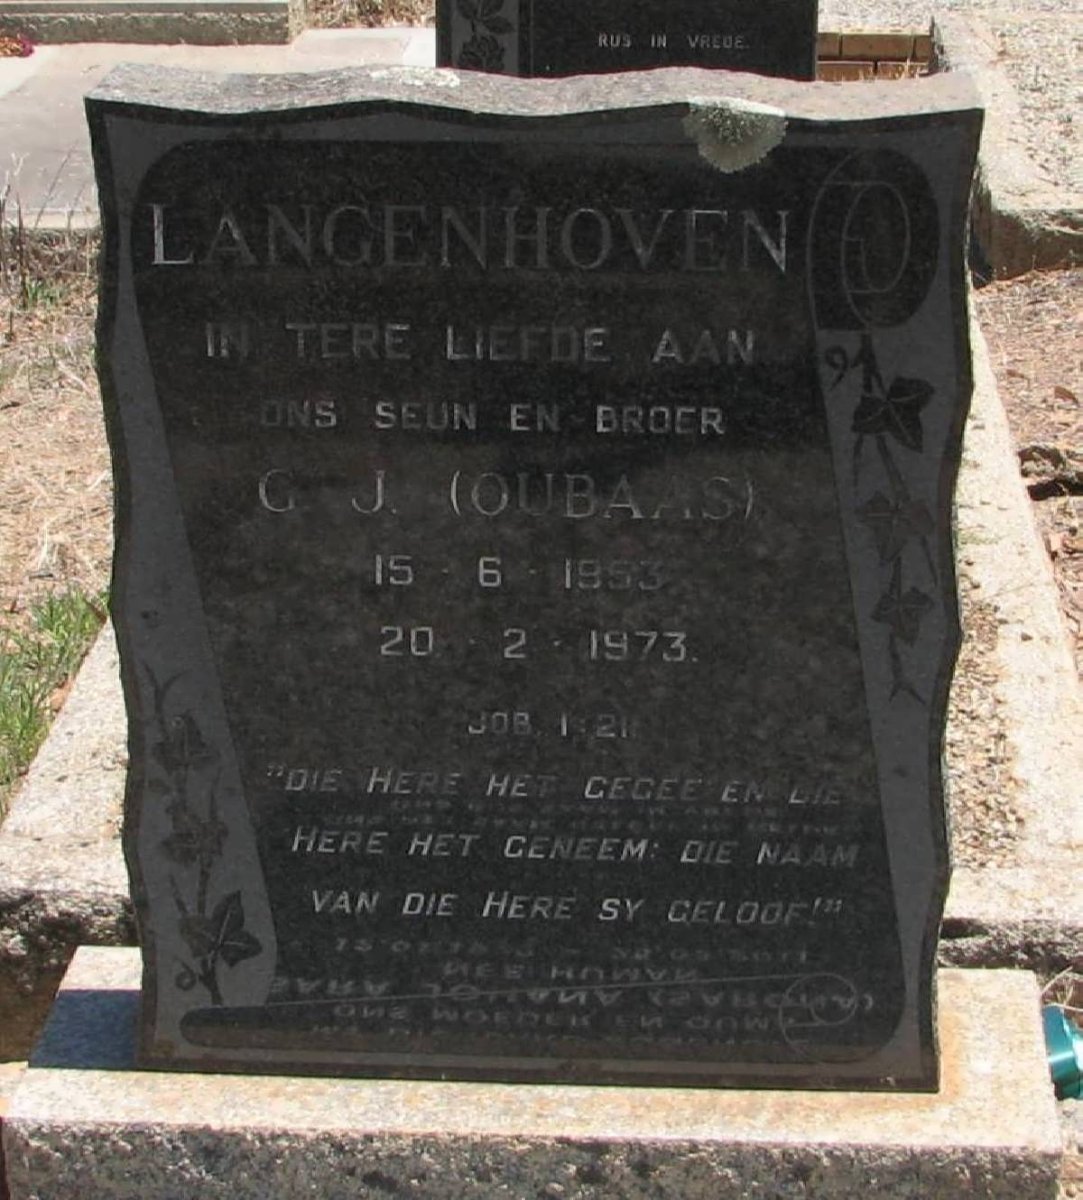 RUS IN VREDE.
LANGENHOVEN
IN TERE LIEFDE AAN
ONS SEUN EN BROER
G. J. (OUBAAS)
15 - 6 - 1953
20 - 2 - 1973.
JOB. 1:21
"DIE HERE HET GEGEE EN DIE
HERE HET GENEEM: DIE NAAM
VAN DIE HERE SY GELOOF!"